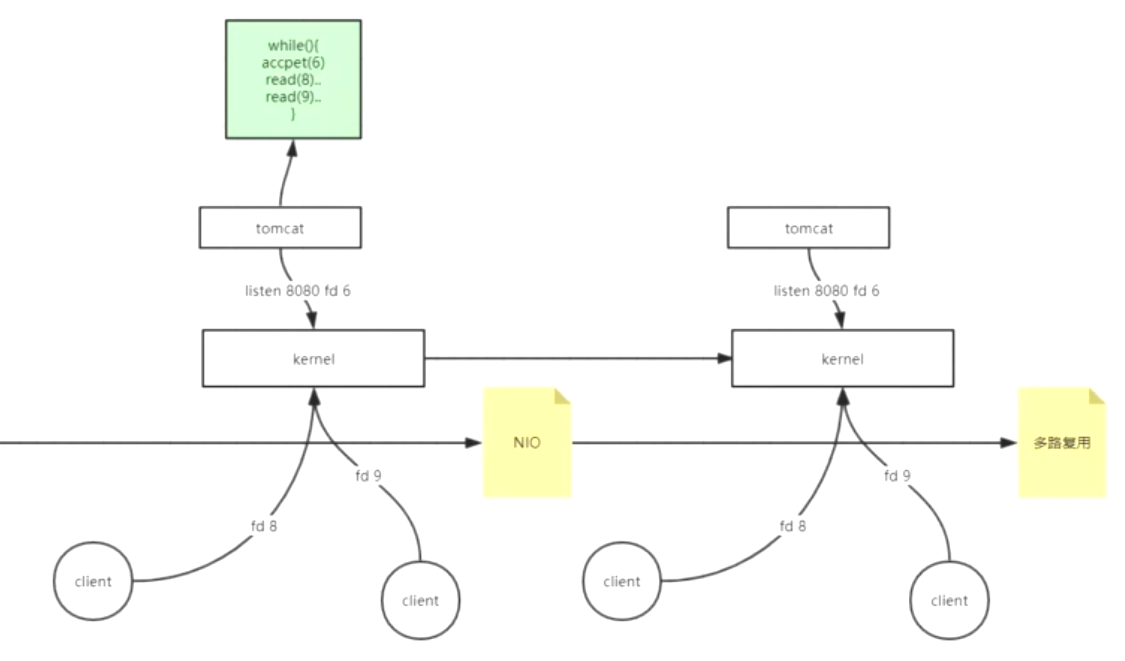 while(){
accpet(6)
read(8)..
read(9)..
}
tomcat
tomcat
listen 8080 fd 6
listen 8080 fd 6
kernel
kernel
NIO
多路复用
fd 9
fd 9
fd 8
fd 8
client
client
client
client